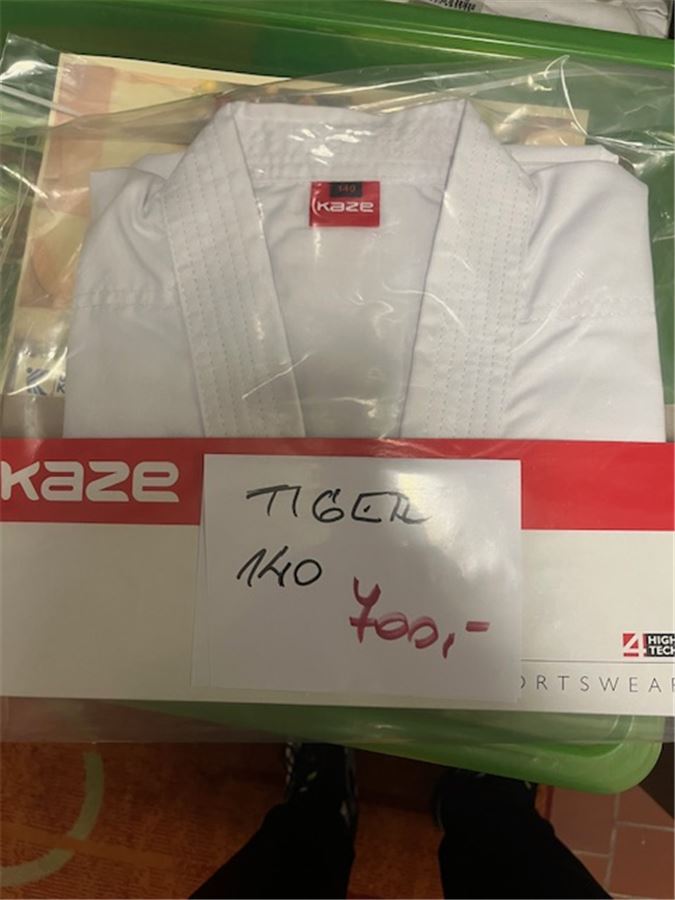 140
Kaze
Kaze
TIGER
140
700,-
4 HIGH
TECH
ORTSWEAR